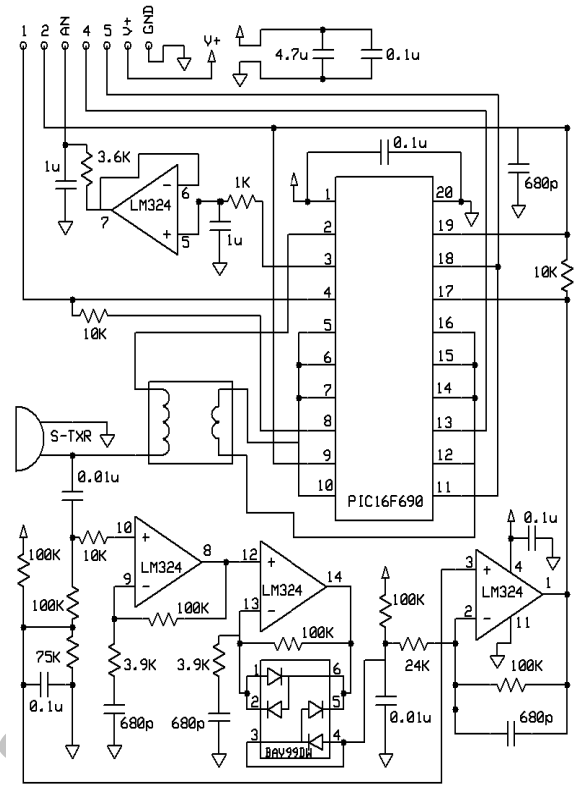 1 2 AN 4 5 V+ GND
V+
4.7u 0.1u
1u 3.6K
LM324
7 6 5
1K
1u
0.1u
680p
10K
1 20
2 19
3 18
4 17
5 16
6 15
7 14
8 13
9 12
10 11
PIC16F690
10K
S-TXR
0.01u
100K
10K
100K
75K
0.1u
10 9 8
LM324
100K
3.9K
680p
12 13 14
LM324
100K
3.9K
680p
1 6
2 5
3 4
BAV99DW
100K
24K
0.01u
0.1u
3 4 1
LM324
2 11
100K
680p